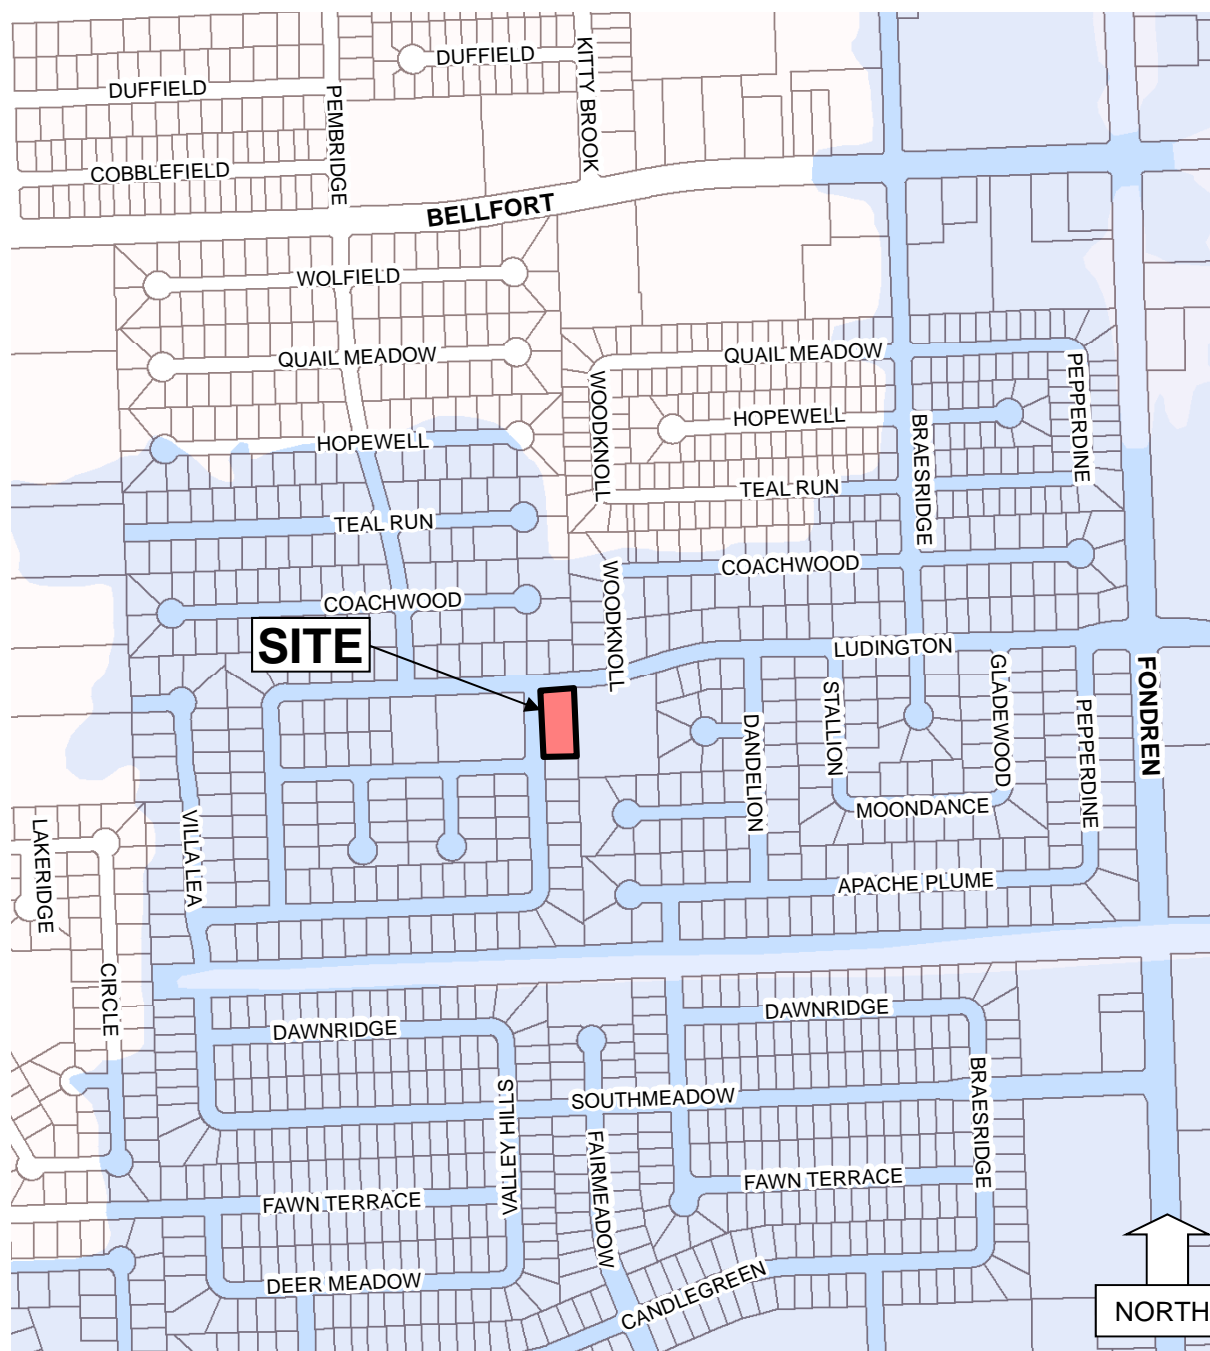 DUFFIELD
DUFFIELD
KITTY BROOK
PEMBRIDGE
COBBLEFIELD
BELLFORT
WOLFIELD
QUAIL MEADOW
QUAIL MEADOW
PEPPERDINE
WOODKNOLL
HOPEWELL
HOPEWELL
BRAESRIDGE
TEAL RUN
TEAL RUN
COACHWOOD
WOODKNOLL
COACHWOOD
SITE
LUDINGTON
GLADEWOOD
FONDREN
STALLION
DANDELION
PEPPERDINE
MOONDANCE
VILLA LEA
LAKERIDGE
CIRCLE
APACHE PLUME
DAWNRIDGE
DAWNRIDGE
BRAESRIDGE
SOUTHMEADOW
VALLEY HILLS
FAIRMEADOW
FAWN TERRACE
FAWN TERRACE
DEER MEADOW
CANDLEGREEN
NORTH